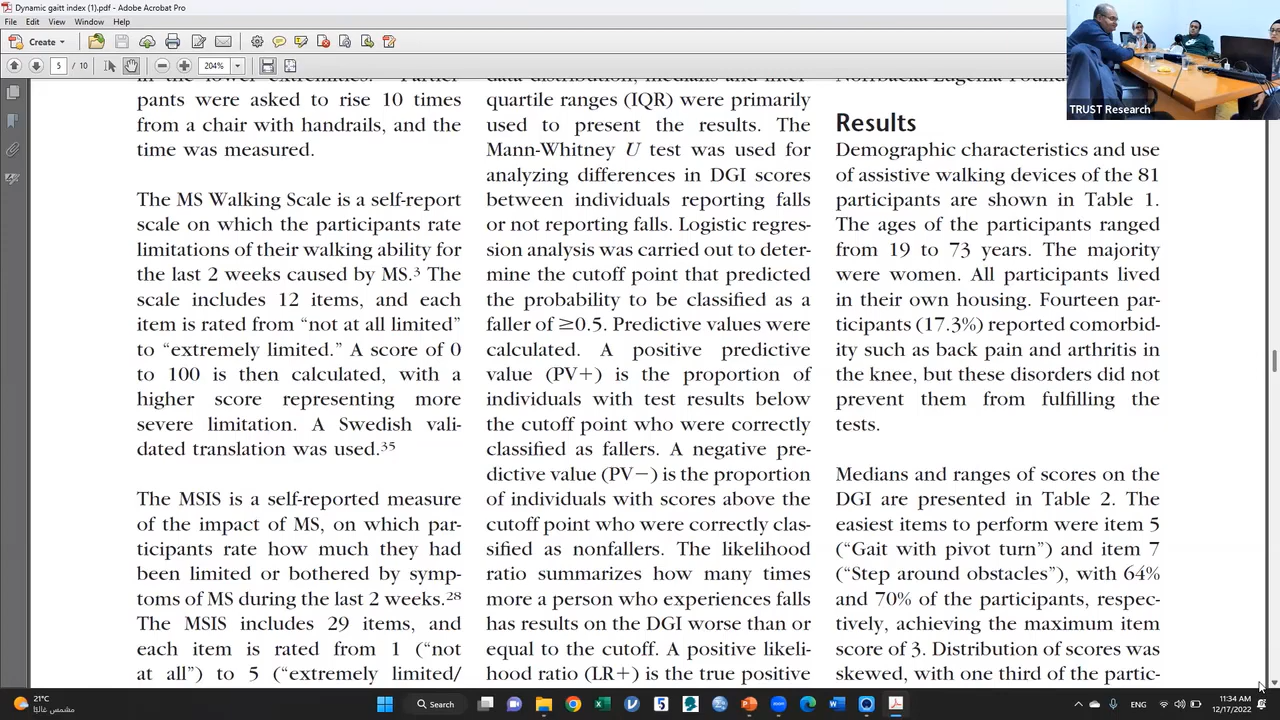 Dynamic gaitt index (1).pdf - Adobe Acrobat Pro
File Edit View Window Help
Create
5 / 10
204%
TRUST Research
in the lower extremities. Partici-
pants were asked to rise 10 times
from a chair with handrails, and the
time was measured.
The MS Walking Scale is a self-report
scale on which the participants rate
limitations of their walking ability for
the last 2 weeks caused by MS.3 The
scale includes 12 items, and each
item is rated from “not at all limited”
to “extremely limited.” A score of 0
to 100 is then calculated, with a
higher score representing more
severe limitation. A Swedish vali-
dated translation was used.35
The MSIS is a self-reported measure
of the impact of MS, on which par-
ticipants rate how much they had
been limited or bothered by symp-
toms of MS during the last 2 weeks.28
The MSIS includes 29 items, and
each item is rated from 1 (“not
at all”) to 5 (“extremely limited/
data distribution, medians and inter-
quartile ranges (IQR) were primarily
used to present the results. The
Mann-Whitney U test was used for
analyzing differences in DGI scores
between individuals reporting falls
or not reporting falls. Logistic regres-
sion analysis was carried out to deter-
mine the cutoff point that predicted
the probability to be classified as a
faller of ≥0.5. Predictive values were
calculated. A positive predictive
value (PV+) is the proportion of
individuals with test results below
the cutoff point who were correctly
classified as fallers. A negative pre-
dictive value (PV−) is the proportion
of individuals with scores above the
cutoff point who were correctly clas-
sified as nonfallers. The likelihood
ratio summarizes how many times
more a person who experiences falls
has results on the DGI worse than or
equal to the cutoff. A positive likeli-
hood ratio (LR+) is the true positive
Results
Demographic characteristics and use
of assistive walking devices of the 81
participants are shown in Table 1.
The ages of the participants ranged
from 19 to 73 years. The majority
were women. All participants lived
in their own housing. Fourteen par-
ticipants (17.3%) reported comorbid-
ity such as back pain and arthritis in
the knee, but these disorders did not
prevent them from fulfilling the
tests.
Medians and ranges of scores on the
DGI are presented in Table 2. The
easiest items to perform were item 5
(“Gait with pivot turn”) and item 7
(“Step around obstacles”), with 64%
and 70% of the participants, respec-
tively, achieving the maximum item
score of 3. Distribution of scores was
skewed, with one third of the partic-
21°C
مشمس غالبًا
Search
ENG
11:34 AM
12/17/2022